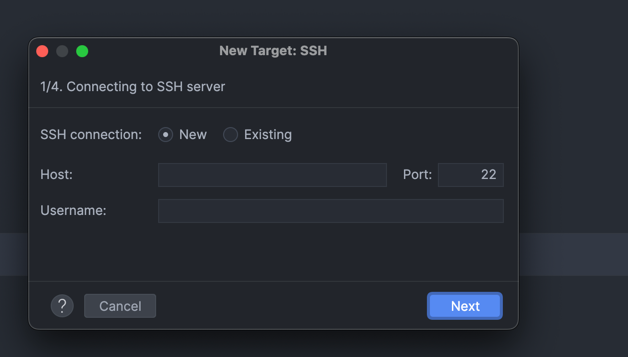 New Target: SSH
1/4. Connecting to SSH server
SSH connection: New Existing
Host: Port: 22
Username:
? Cancel Next